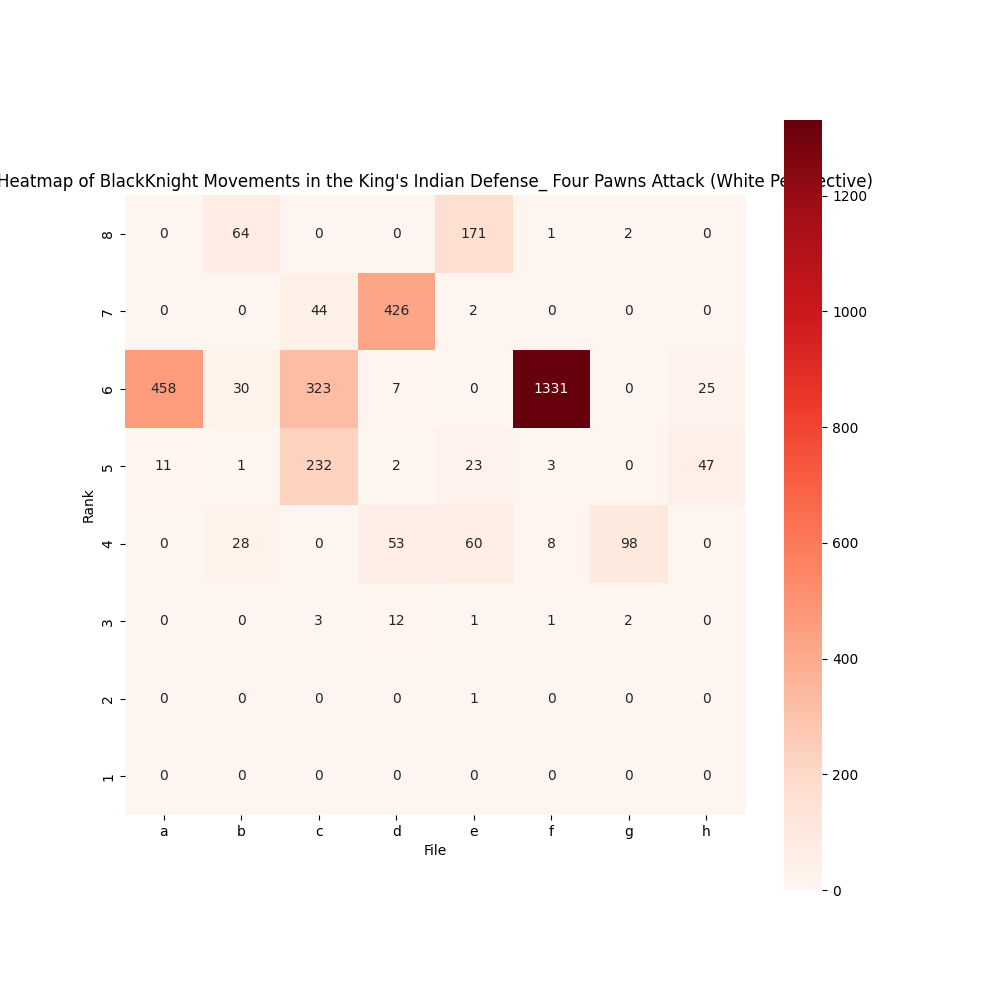 Heatmap of BlackKnight Movements in the King's Indian Defense_ Four Pawns Attack (White Perspective)
8 0 64 0 0 171 1 2 0
7 0 0 44 426 2 0 0 0
6 458 30 323 7 0 1331 0 25
5 11 1 232 2 23 3 0 47
4 0 28 0 53 60 8 98 0
3 0 0 3 12 1 1 2 0
2 0 0 0 0 1 0 0 0
1 0 0 0 0 0 0 0 0
a b c d e f g h
File
Rank
1200
1000
800
600
400
200
0